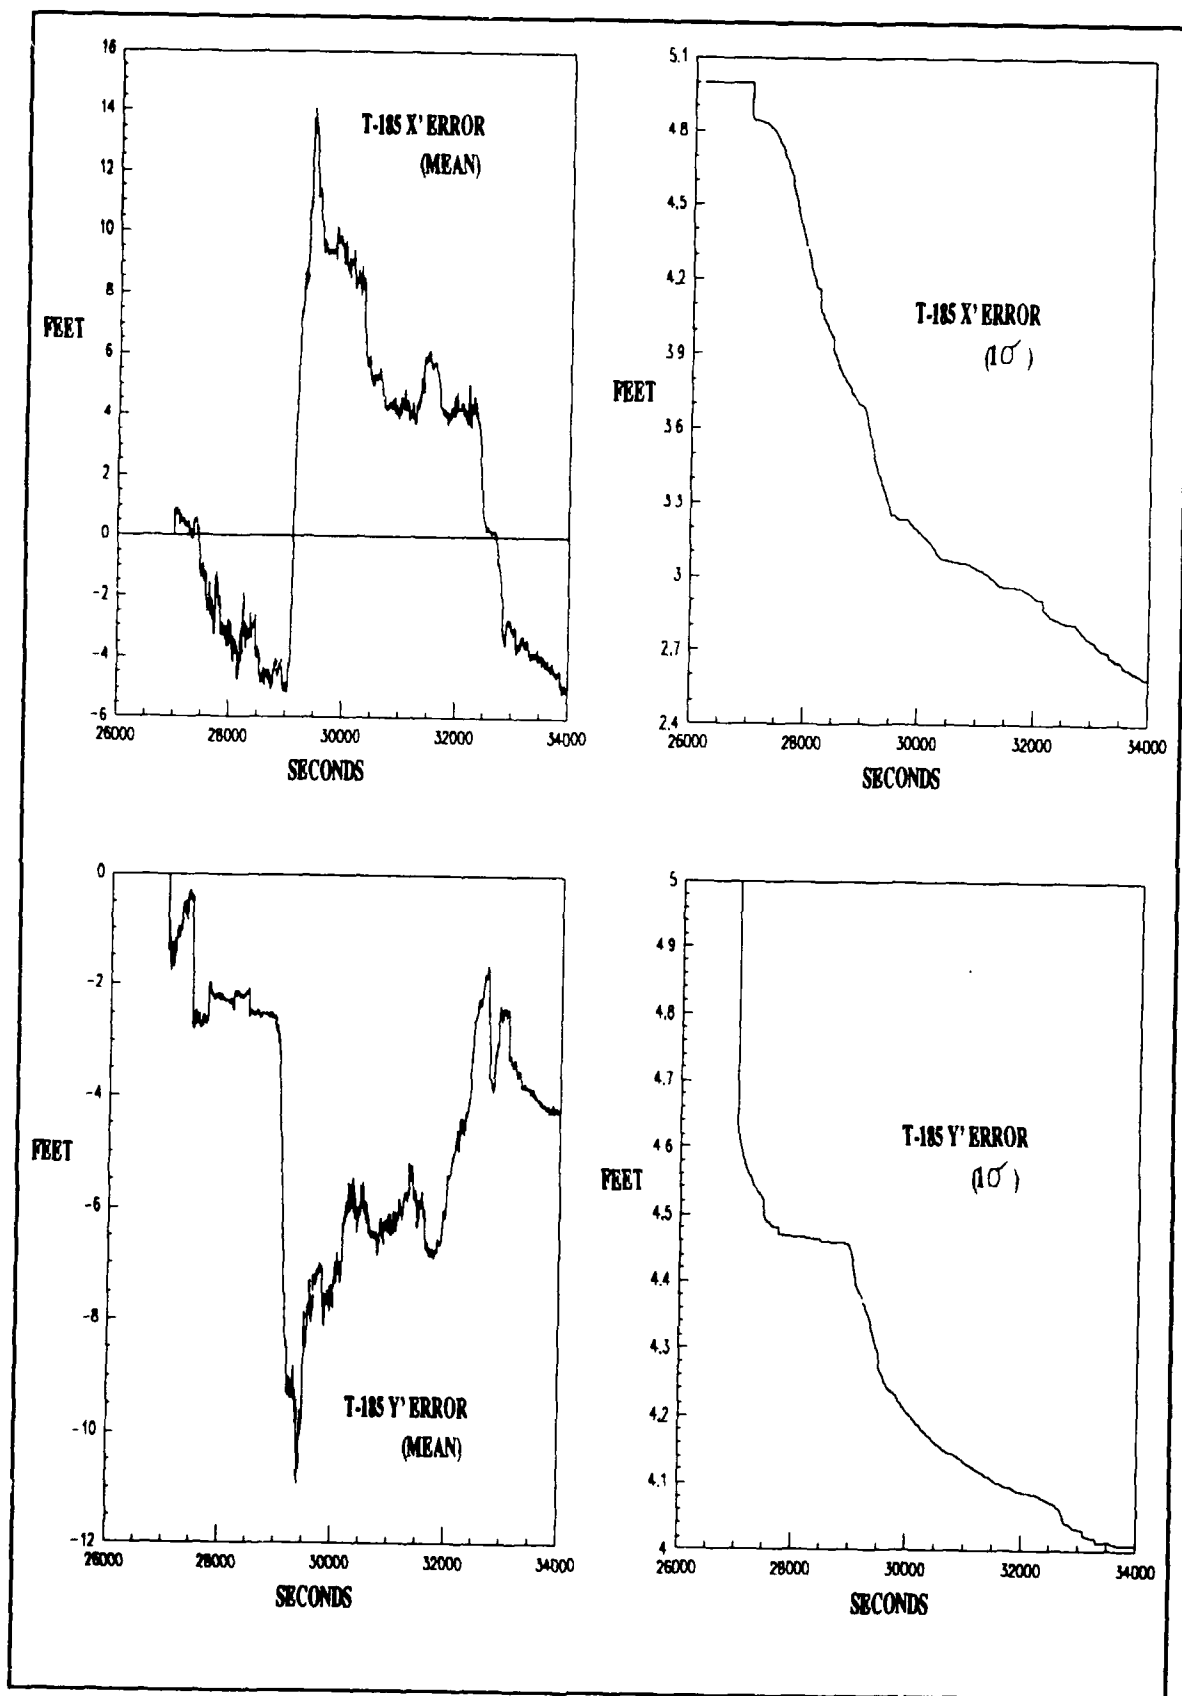 16
14
12
10
8
6
4
2
0
-2
-4
-6
FEET
T-185 X' ERROR
(MEAN)
26000 28000 30000 32000 34000
SECONDS
5.1
4.8
4.5
4.2
3.9
3.6
3.3
3
2.7
2.4
FEET
T-185 X' ERROR
(1σ)
26000 28000 30000 32000 34000
SECONDS
0
-2
-4
-6
-8
-10
-12
FEET
T-185 Y' ERROR
(MEAN)
26000 28000 30000 32000 34000
SECONDS
5
4.9
4.8
4.7
4.6
4.5
4.4
4.3
4.2
4.1
4
FEET
T-185 Y' ERROR
(1σ)
26000 28000 30000 32000 34000
SECONDS